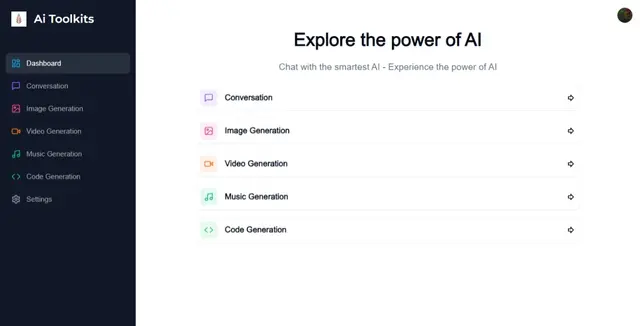 Ai Toolkits
Dashboard
Conversation
Image Generation
Video Generation
Music Generation
Code Generation
Settings
Explore the power of AI
Chat with the smartest AI - Experience the power of AI
Conversation
Image Generation
Video Generation
Music Generation
Code Generation